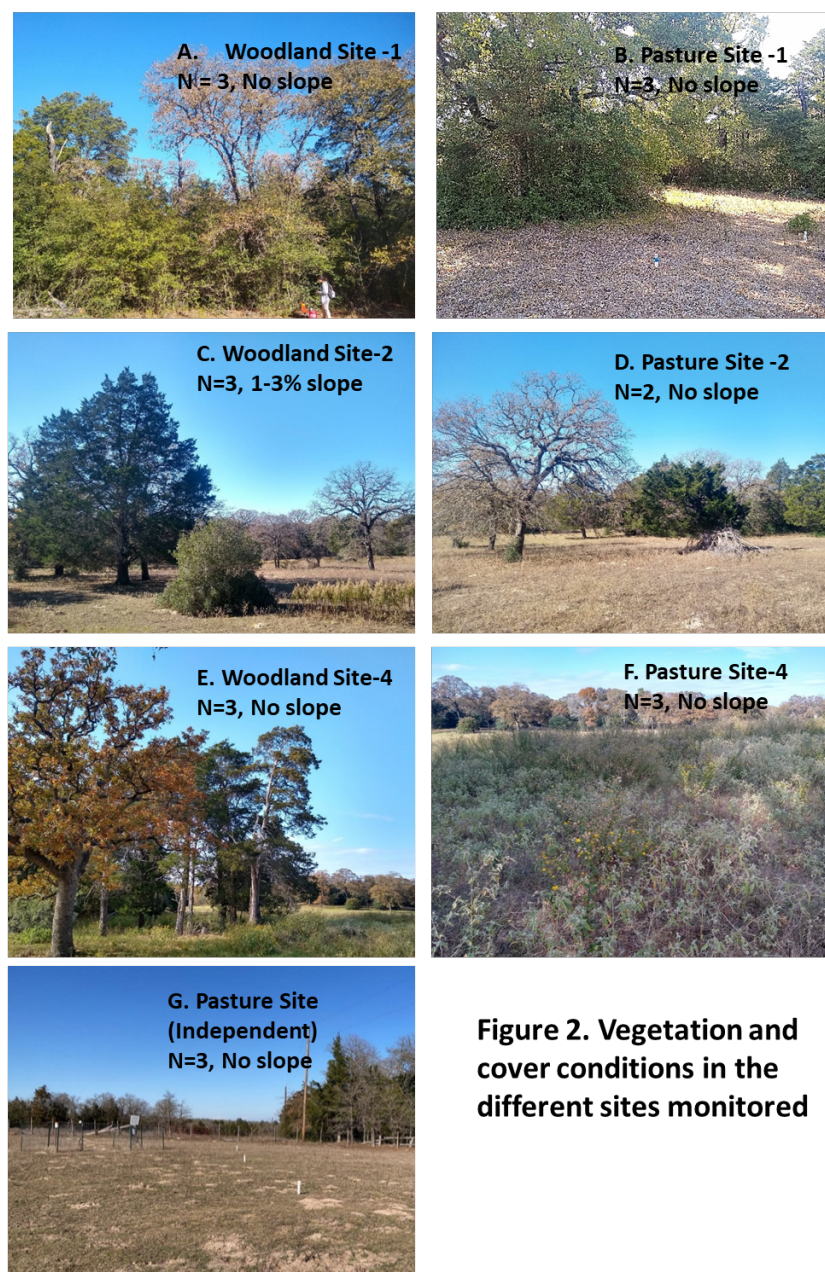 A. Woodland Site -1
N = 3, No slope
B. Pasture Site -1
N=3, No slope
C. Woodland Site-2
N=3, 1-3% slope
D. Pasture Site -2
N=2, No slope
E. Woodland Site-4
N=3, No slope
F. Pasture Site-4
N=3, No slope
G. Pasture Site
(Independent)
N=3, No slope
Figure 2. Vegetation and
cover conditions in the
different sites monitored